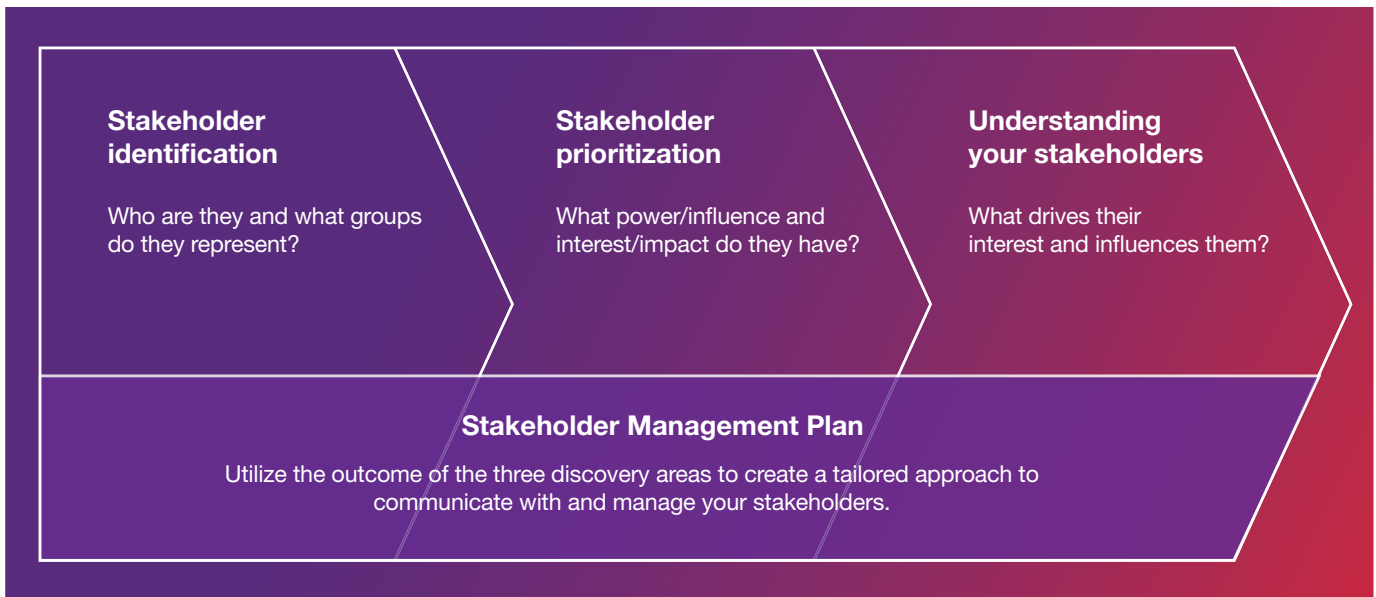 Stakeholder
identification
Who are they and what groups
do they represent?
Stakeholder
prioritization
What power/influence and
interest/impact do they have?
Understanding
your stakeholders
What drives their
interest and influences them?
Stakeholder Management Plan
Utilize the outcome of the three discovery areas to create a tailored approach to
communicate with and manage your stakeholders.